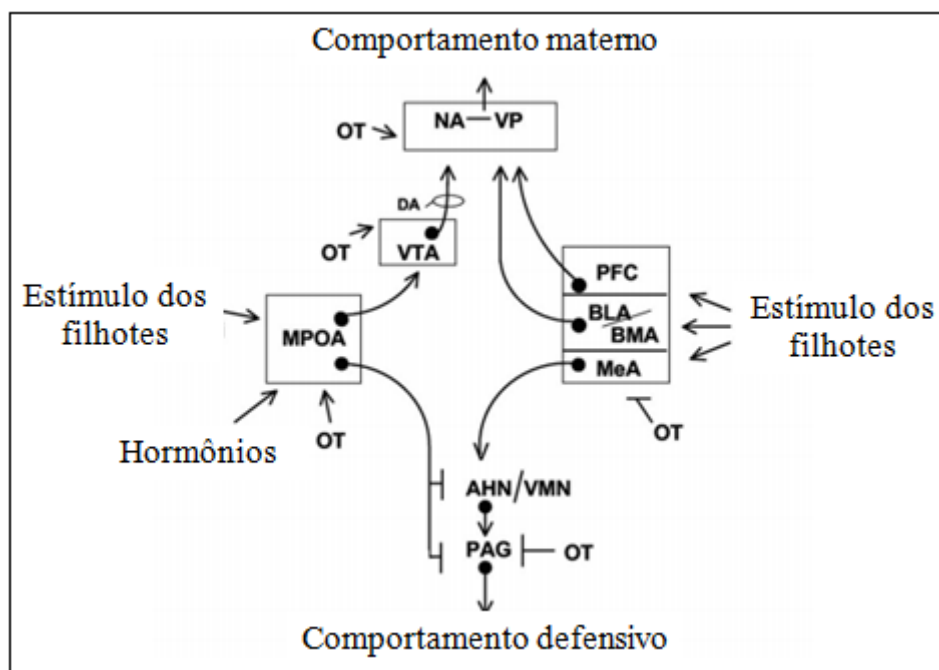 Comportamento materno
NA VP
OT
DA
OT
VTA
PFC
Estímulo dos
filhotes
MPOA
BLA/
BMA
Estímulo dos
filhotes
MeA
OT
Hormônios
OT
AHN/VMN
PAG
OT
Comportamento defensivo